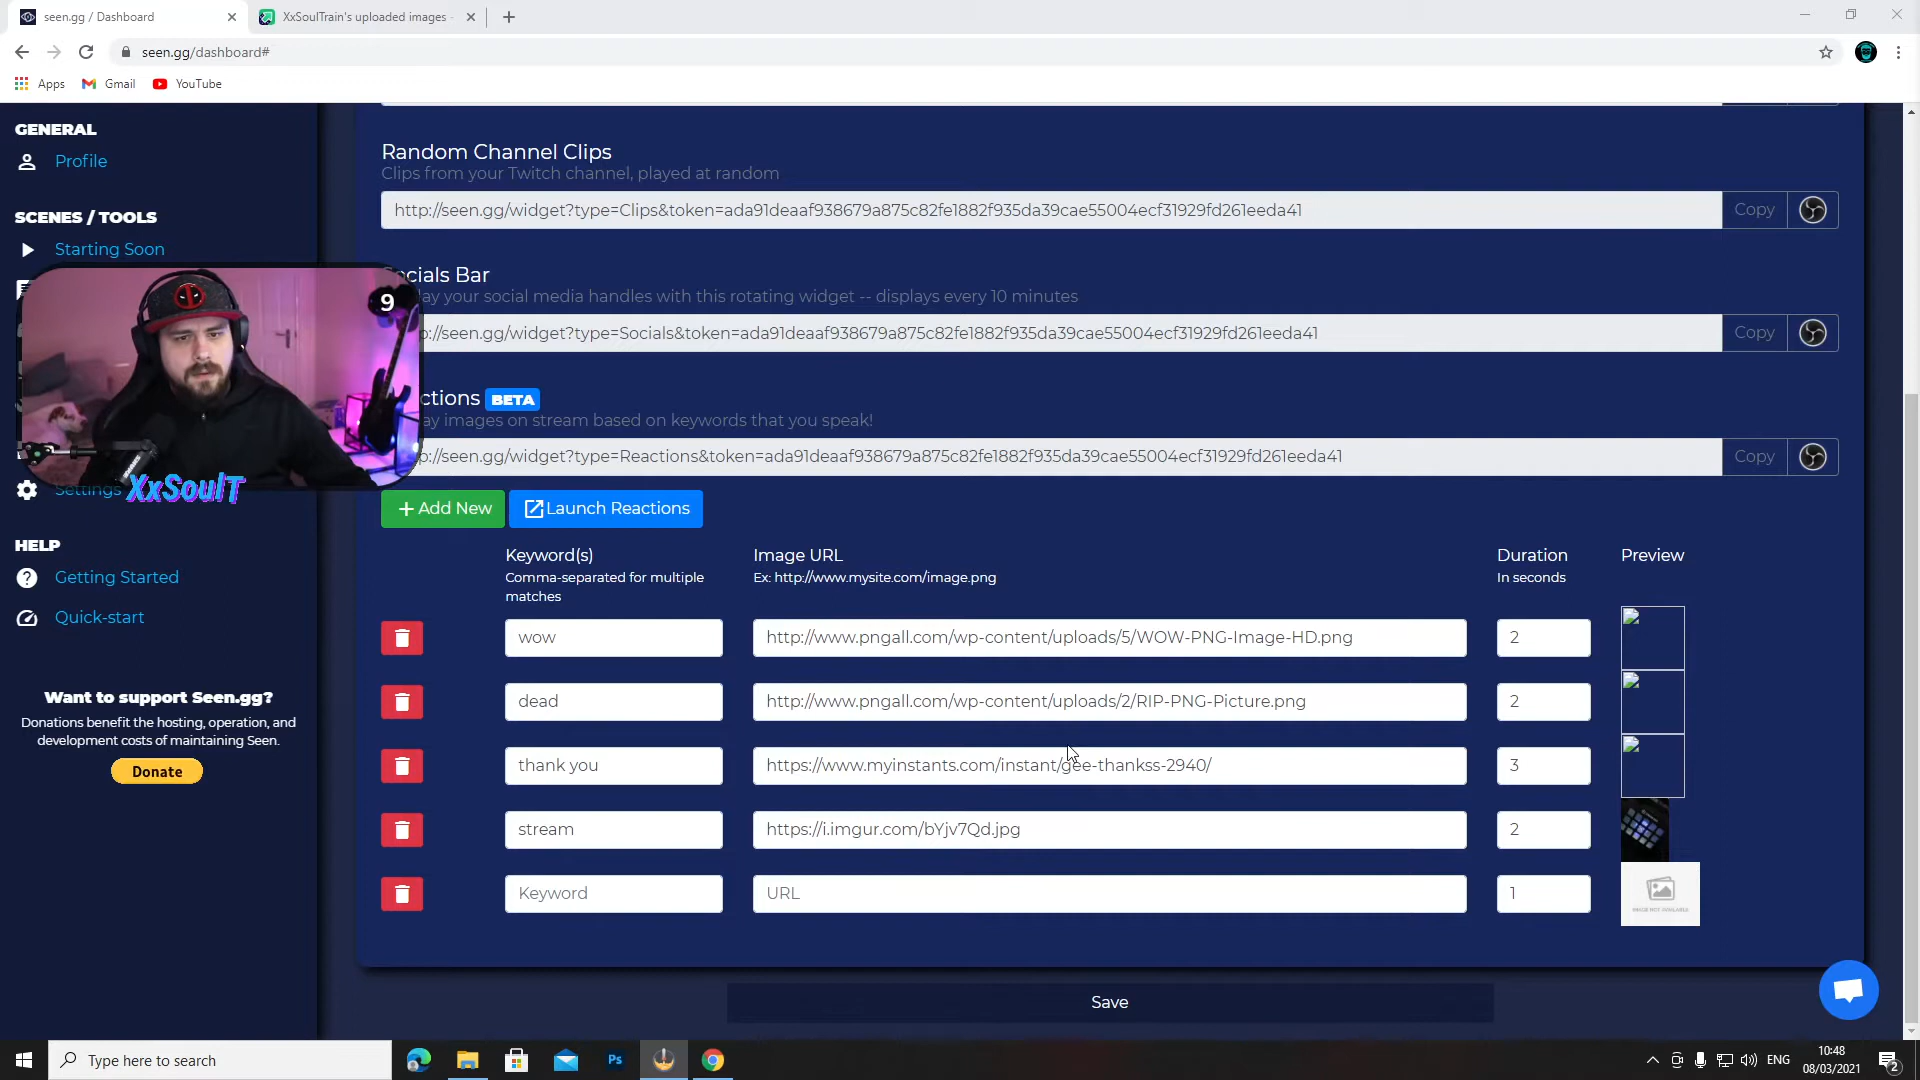 seen.gg / Dashboard
XxSoulTrain's uploaded images -
seen.gg/dashboard#
Apps
Gmail
YouTube
GENERAL
Profile
SCENES / TOOLS
Starting Soon
Settings
HELP
Getting Started
Quick-start
Want to support Seen.gg?
Donations benefit the hosting, operation, and
development costs of maintaining Seen.
Donate
9
XxSoulT
Random Channel Clips
Clips from your Twitch channel, played at random
http://seen.gg/widget?type=Clips&token=ada91deaaf938679a875c82fe1882f935da39cae55004ecf31929fd261eeda41
Copy
ocials Bar
lay your social media handles with this rotating widget -- displays every 10 minutes
p://seen.gg/widget?type=Socials&token=ada91deaaf938679a875c82fe1882f935da39cae55004ecf31929fd261eeda41
Copy
ctions BETA
ay images on stream based on keywords that you speak!
p://seen.gg/widget?type=Reactions&token=ada91deaaf938679a875c82fe1882f935da39cae55004ecf31929fd261eeda41
Copy
Add New
Launch Reactions
Keyword(s)
Comma-separated for multiple
matches
Image URL
Ex: http://www.mysite.com/image.png
Duration
In seconds
Preview
wow
http://www.pngall.com/wp-content/uploads/5/WOW-PNG-Image-HD.png
2
dead
http://www.pngall.com/wp-content/uploads/2/RIP-PNG-Picture.png
2
thank you
https://www.myinstants.com/instant/gee-thankss-2940/
3
stream
https://i.imgur.com/bYjv7Qd.jpg
2
Keyword
URL
1
IMAGE NOT AVAILABLE
Save
Type here to search
Ps
ENG
10:48
08/03/2021
2